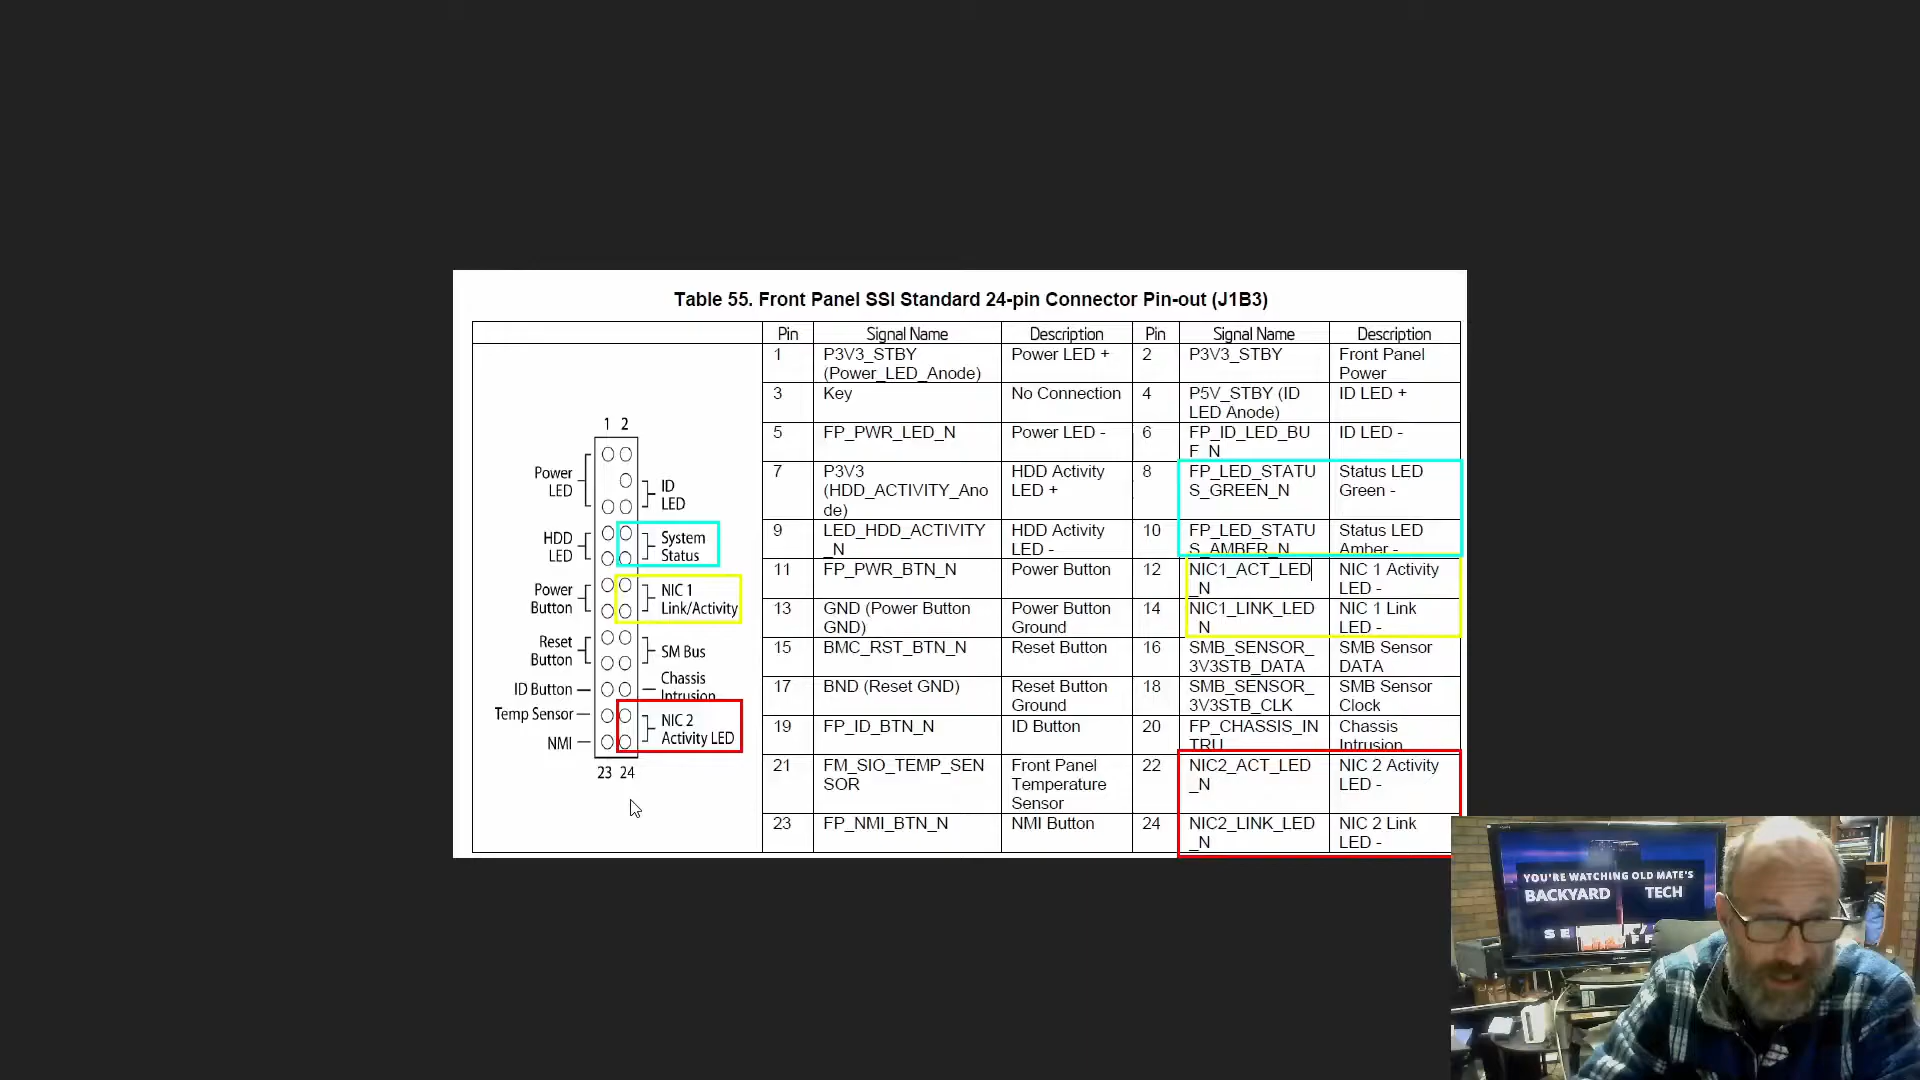 Table 55. Front Panel SSI Standard 24-pin Connector Pin-out (J1B3)
Pin Signal Name Description Pin Signal Name Description
1 P3V3_STBY Power LED + 2 P3V3_STBY Front Panel
(Power_LED_Anode) Power
3 Key No Connection 4 P5V_STBY (ID ID LED +
LED Anode)
5 FP_PWR_LED_N Power LED - 6 FP_ID_LED_BU ID LED -
F_N
7 P3V3 HDD Activity 8 FP_LED_STATU Status LED
(HDD_ACTIVITY_Ano LED + S_GREEN_N Green -
de)
9 LED_HDD_ACTIVITY HDD Activity 10 FP_LED_STATU Status LED
_N LED - S_AMBER_N Amber -
11 FP_PWR_BTN_N Power Button 12 NIC1_ACT_LED NIC 1 Activity
_N LED -
13 GND (Power Button Power Button 14 NIC1_LINK_LED NIC 1 Link
GND) Ground _N LED -
15 BMC_RST_BTN_N Reset Button 16 SMB_SENSOR_ SMB Sensor
3V3STB_DATA DATA
17 BND (Reset GND) Reset Button 18 SMB_SENSOR_ SMB Sensor
Ground 3V3STB_CLK Clock
19 FP_ID_BTN_N ID Button 20 FP_CHASSIS_IN Chassis
TRU Intrusion
21 FM_SIO_TEMP_SEN Front Panel 22 NIC2_ACT_LED NIC 2 Activity
SOR Temperature _N LED -
Sensor
23 FP_NMI_BTN_N NMI Button 24 NIC2_LINK_LED NIC 2 Link
_N LED -
1 2
Power
LED
ID
LED
HDD
LED
System
Status
Power
Button
NIC 1
Link/Activity
Reset
Button
SM Bus
ID Button
Chassis
Intrusion
Temp Sensor
NIC 2
Activity LED
NMI
23 24
YOU'RE WATCHING OLD MATE'S
BACKYARD TECH